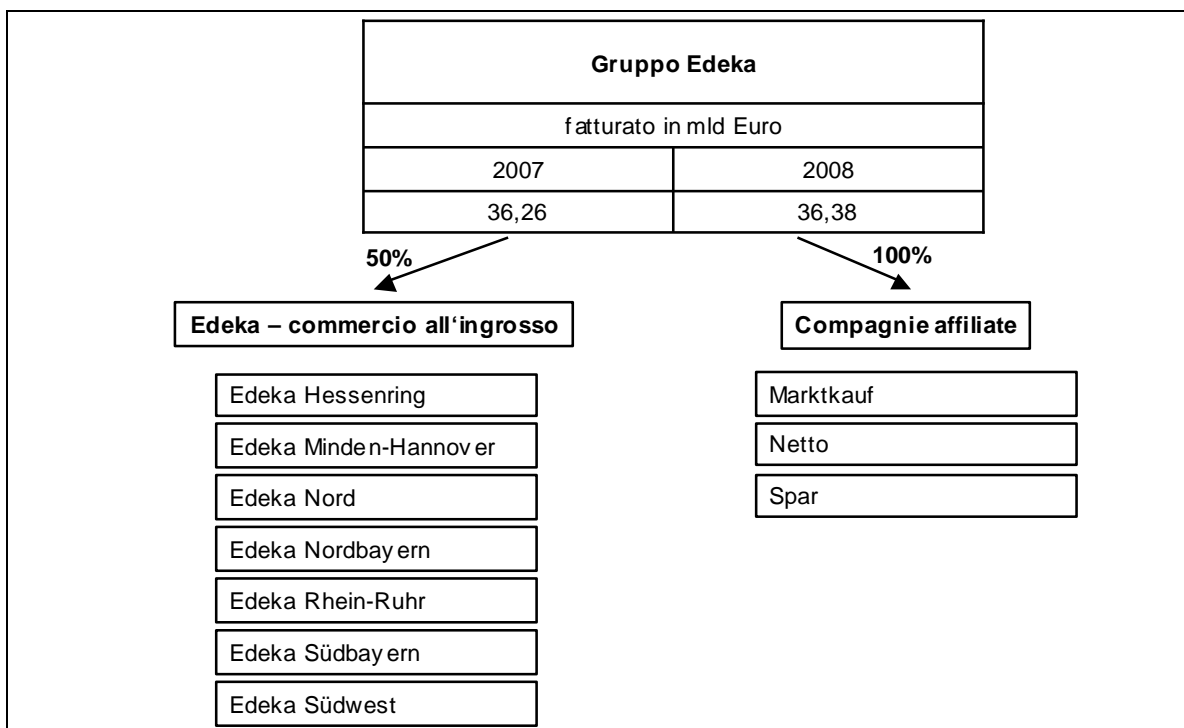 Gruppo Edeka
fatturato in mld Euro
2007 2008
36,26 36,38
50% 100%
Edeka – commercio all‘ingrosso
Compagnie affiliate
Edeka Hessenring
Edeka Minden-Hannover
Edeka Nord
Edeka Nordbayern
Edeka Rhein-Ruhr
Edeka Südbayern
Edeka Südwest
Marktkauf
Netto
Spar